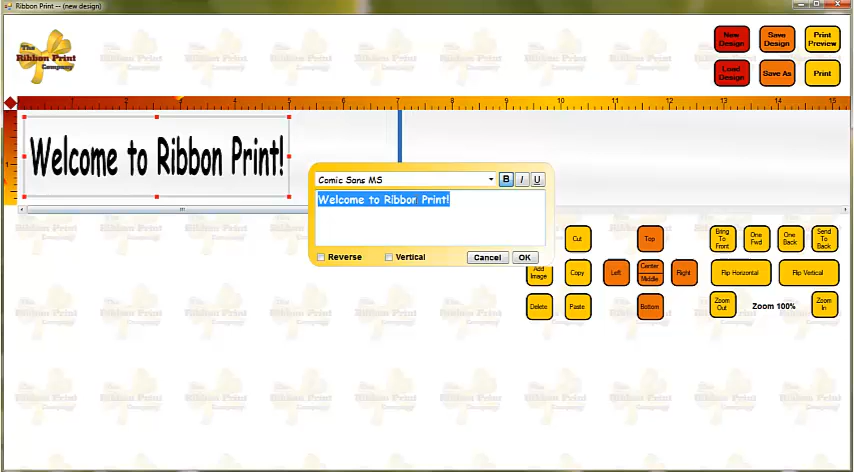 Ribbon Print -- (new design)
The
Ribbon Print
Company
New
Design
Save
Design
Print
Preview
Load
Design
Save As
Print
1 2 3 4 5 6 7 8 9 10 11 12 13 14 15
1
Welcome to Ribbon Print!
Comic Sans MS
B I U
Welcome to Ribbon Print!
Reverse
Vertical
Cancel
OK
Cut
Top
Bring
To
Front
One
Fwd
One
Back
Send
To
Back
Add
Image
Copy
Left
Center
Middle
Right
Flip Horizontal
Flip Vertical
Delete
Paste
Bottom
Zoom
Out
Zoom 100%
Zoom
In